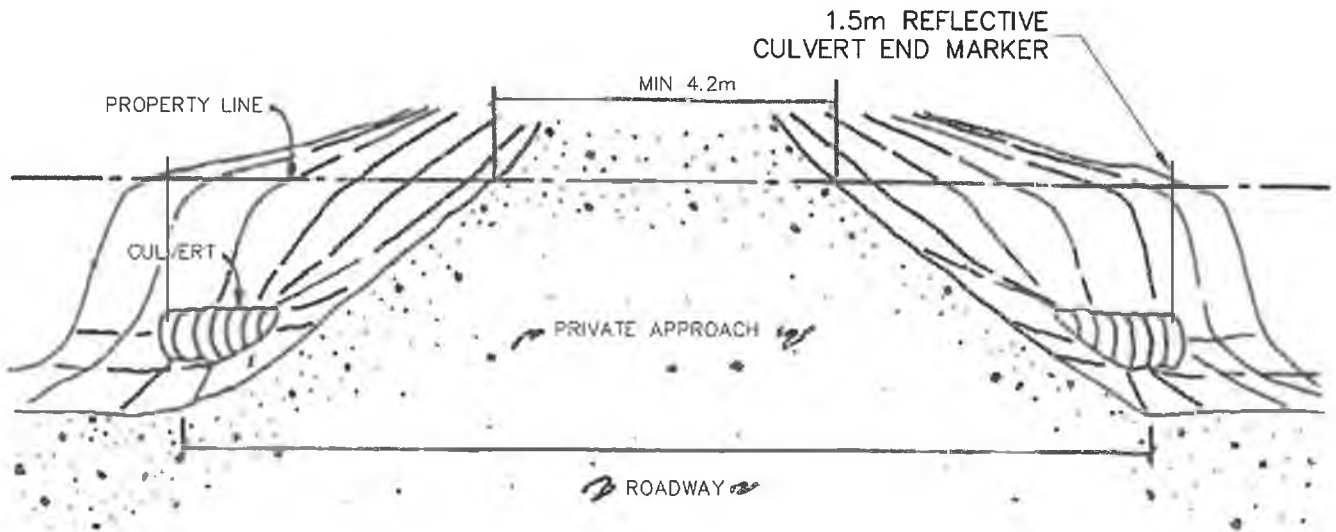 1.5m REFLECTIVE
CULVERT END MARKER
MIN 4.2m
PROPERTY LINE
CULVERT
PRIVATE APPROACH
ROADWAY